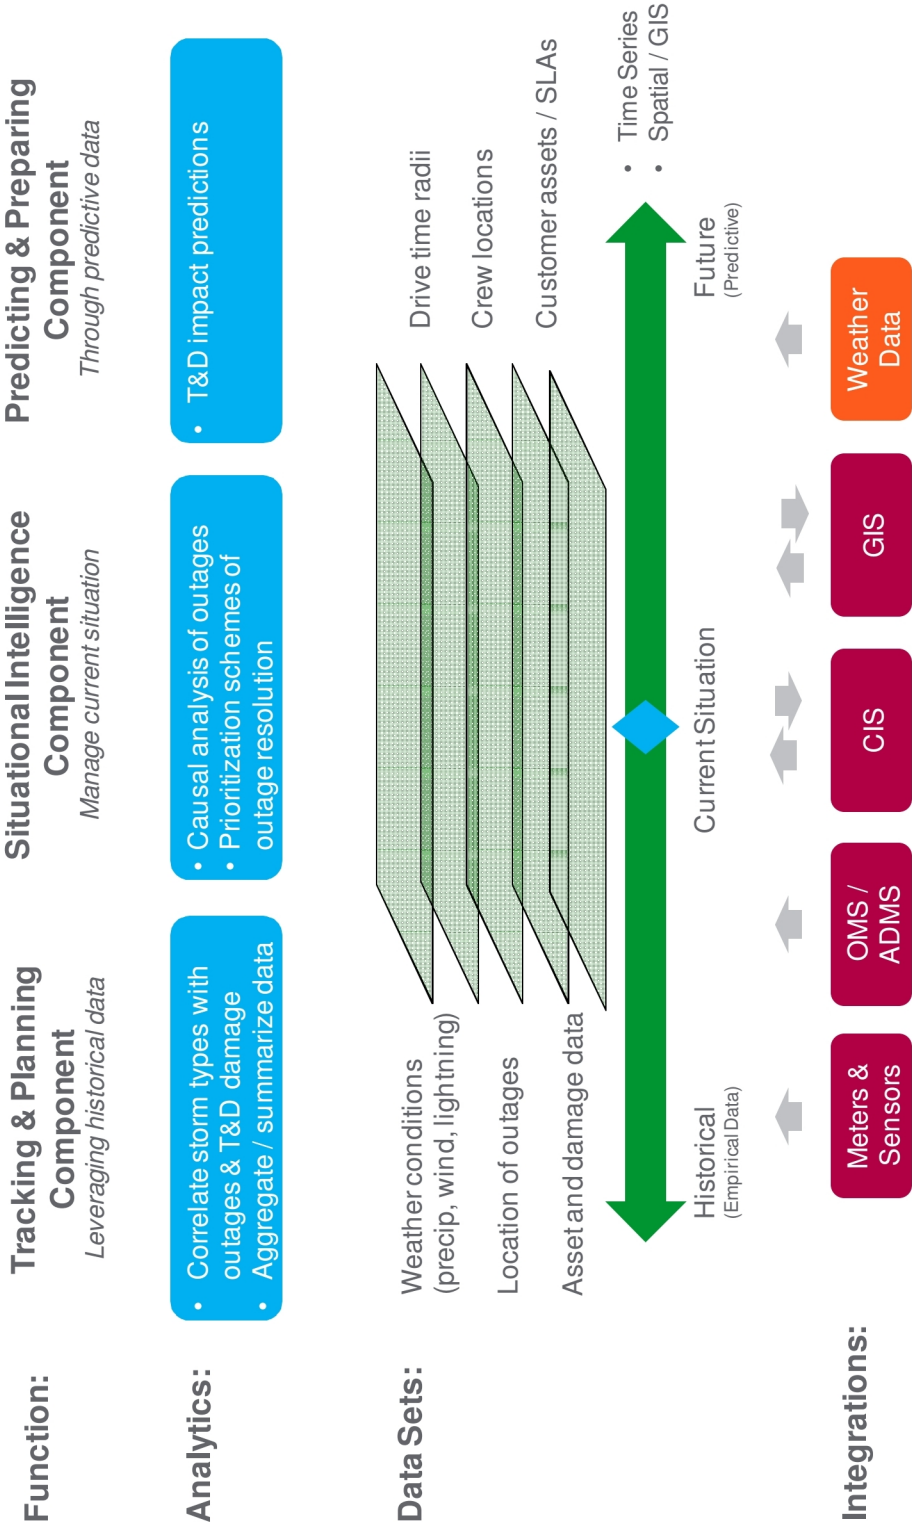 Function:
Tracking & Planning
Component
Leveraging historical data
Situational Intelligence
Component
Manage current situation
Predicting & Preparing
Component
Through predictive data
Analytics:
• Correlate storm types with
outages & T&D damage
• Aggregate / summarize data
• Causal analysis of outages
• Prioritization schemes of
outage resolution
• T&D impact predictions
Data Sets:
Weather conditions
(precip, wind, lightning)
Location of outages
Asset and damage data
Drive time radii
Crew locations
Customer assets / SLAs
• Time Series
• Spatial / GIS
Historical
(Empirical Data)
Current Situation
Future
(Predictive)
Integrations:
Meters &
Sensors
OMS /
ADMS
CIS
GIS
Weather
Data